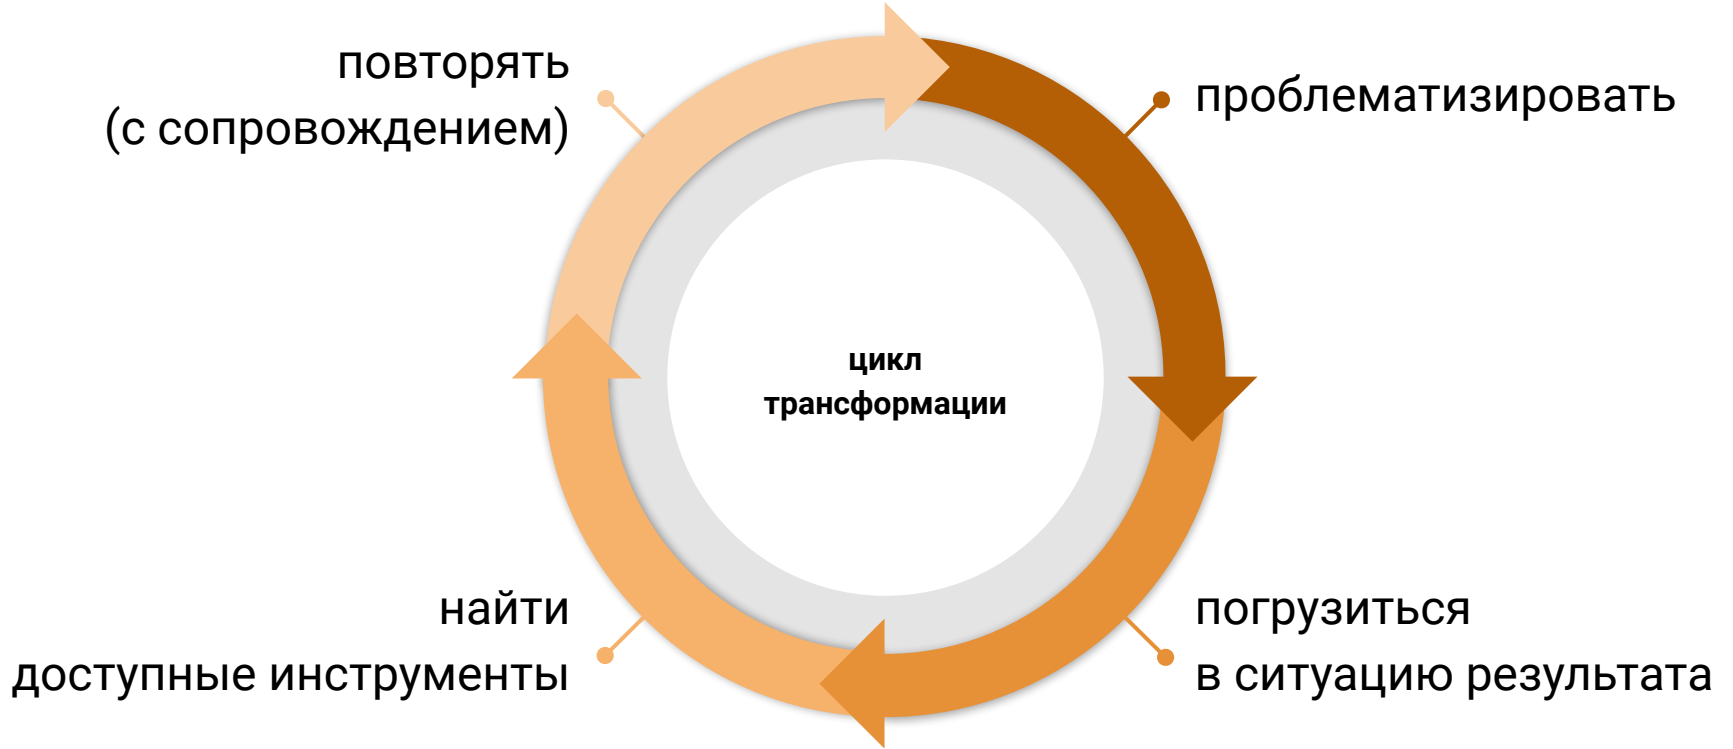 повторять
(с сопровождением)
проблематизировать
цикл
трансформации
найти
доступные инструменты
погрузиться
в ситуацию результата